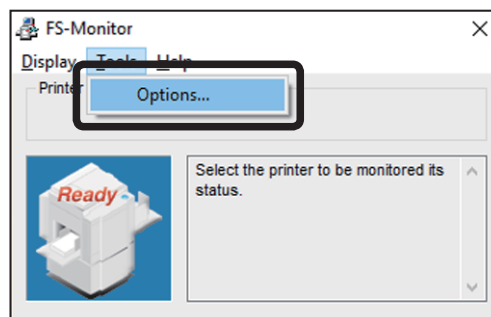 FS-Monitor
Display Tools Help
Printer
Options...
Ready
Select the printer to be monitored its
status.